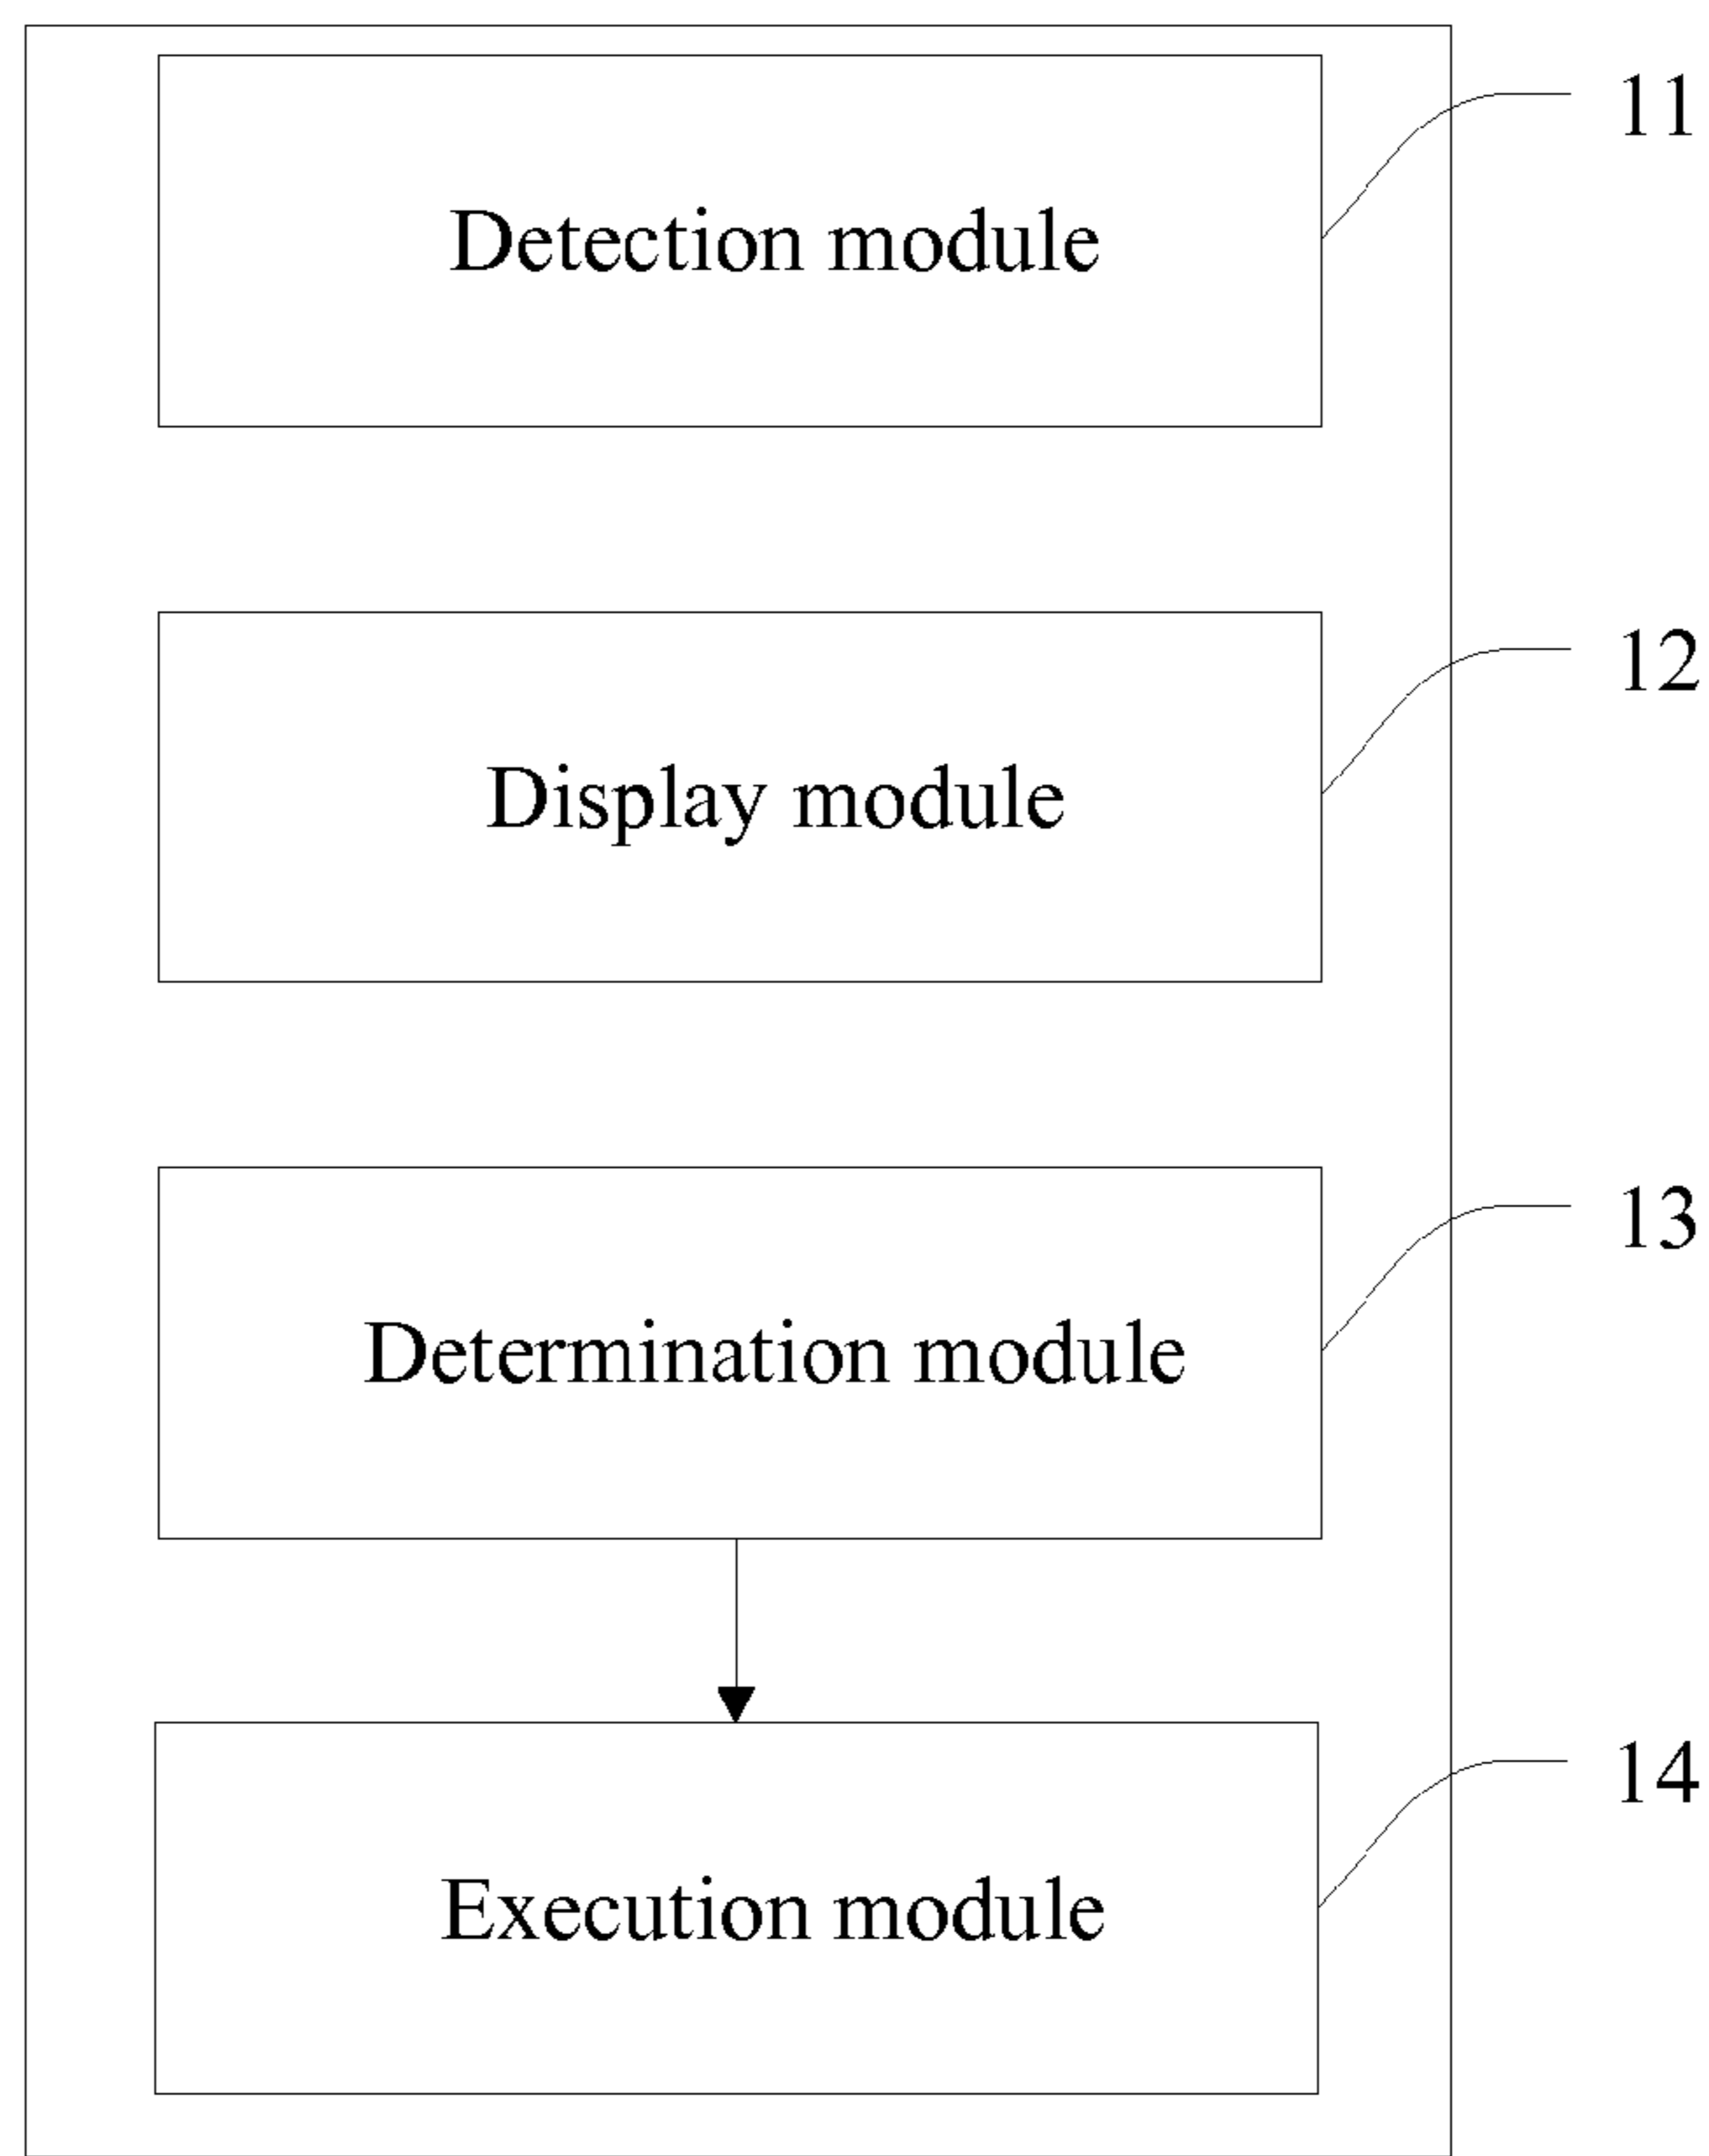 11
Detection module
12
Display module
13
Determination module
14
Execution module